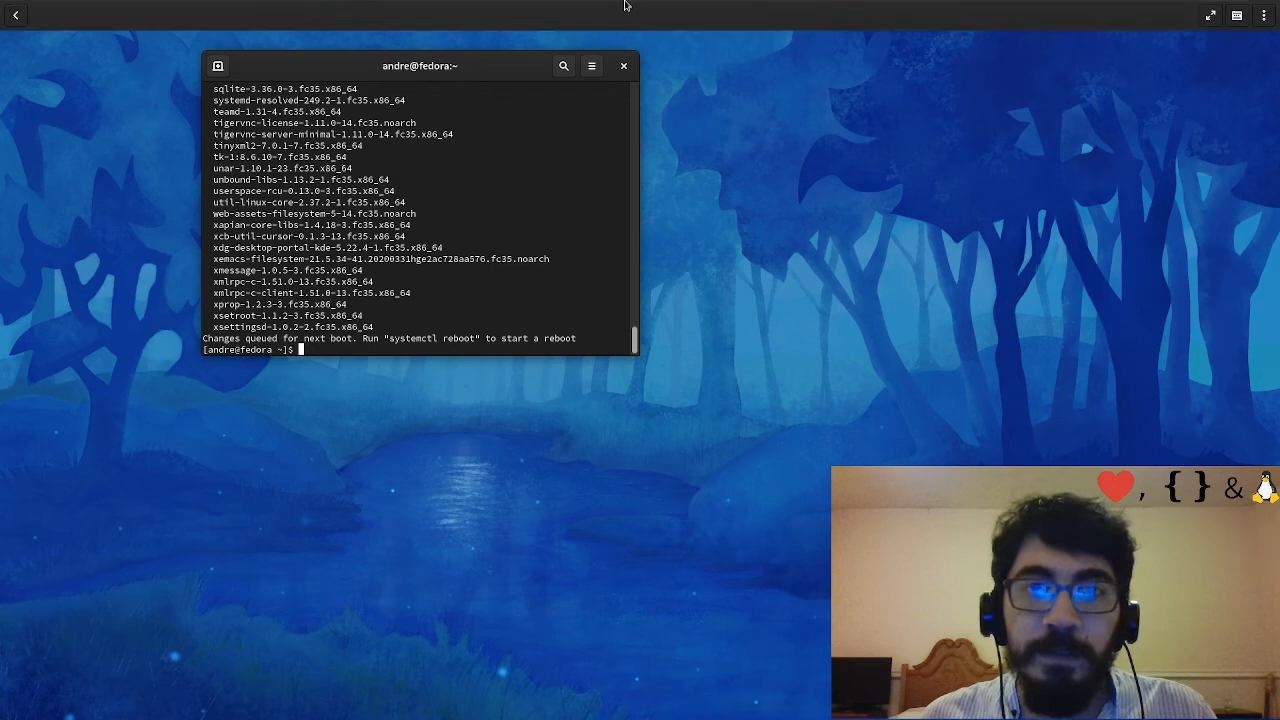 andre@fedora:~
sqlite-3.36.0-3.fc35.x86_64
systemd-resolved-249.2-1.fc35.x86_64
teamd-1.31-4.fc35.x86_64
tigervnc-license-1.11.0-14.fc35.noarch
tigervnc-server-minimal-1.11.0-14.fc35.x86_64
tinyxml2-7.0.1-7.fc35.x86_64
tk-1:8.6.10-7.fc35.x86_64
unar-1.10.1-23.fc35.x86_64
unbound-libs-1.13.2-1.fc35.x86_64
userspace-rcu-0.13.0-3.fc35.x86_64
util-linux-core-2.37.2-1.fc35.x86_64
web-assets-filesystem-5-14.fc35.noarch
xapian-core-libs-1.4.18-3.fc35.x86_64
xcb-util-cursor-0.1.3-13.fc35.x86_64
xdg-desktop-portal-kde-5.22.4-1.fc35.x86_64
xemacs-filesystem-21.5.34-41.20200331hge2ac728aa576.fc35.noarch
xmessage-1.0.5-3.fc35.x86_64
xmlrpc-c-1.51.0-13.fc35.x86_64
xmlrpc-c-client-1.51.0-13.fc35.x86_64
xprop-1.2.3-3.fc35.x86_64
xsetroot-1.1.2-3.fc35.x86_64
xsettingsd-1.0.2-2.fc35.x86_64
Changes queued for next boot. Run "systemctl reboot" to start a reboot
[andre@fedora ~]$
, { } &